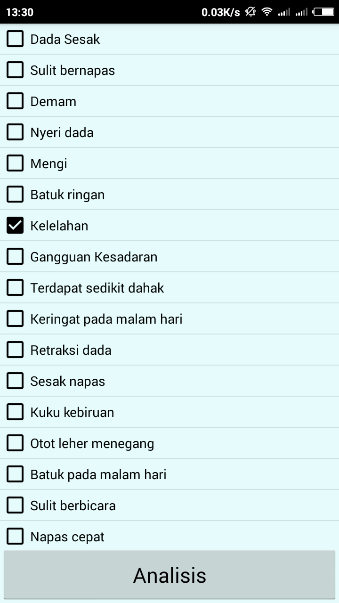 13:30 0.03K/s
Dada Sesak
Sulit bernapas
Demam
Nyeri dada
Mengi
Batuk ringan
Kelelahan
Gangguan Kesadaran
Terdapat sedikit dahak
Keringat pada malam hari
Retraksi dada
Sesak napas
Kuku kebiruan
Otot leher menegang
Batuk pada malam hari
Sulit berbicara
Napas cepat
Analisis